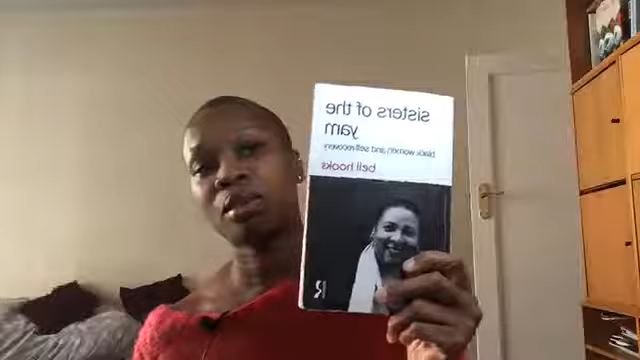 sisters of the
yam
black women and self-recovery
bell hooks
R